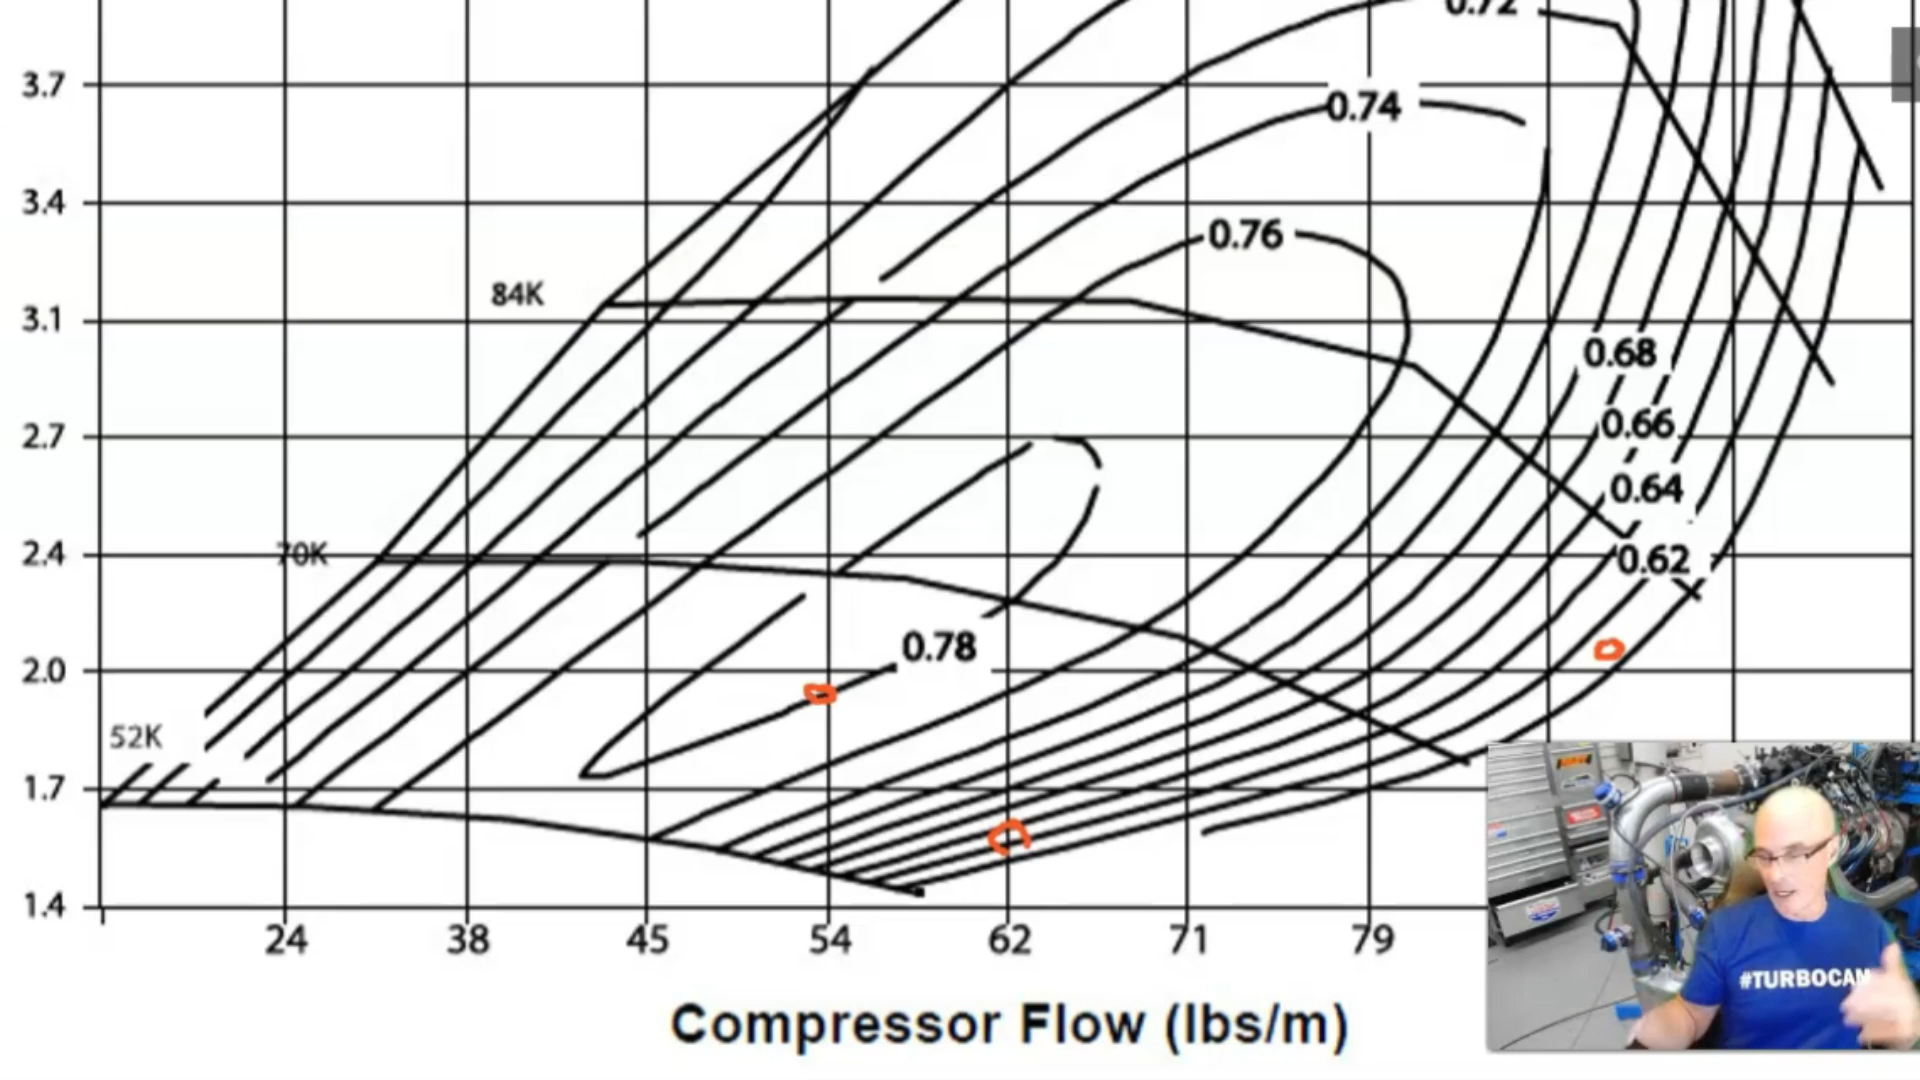 0.72
3.7
0.74
3.4
0.76
84K
3.1
0.68
2.7
0.66
0.64
70K
2.4
0.62
0.78
2.0
52K
1.7
1.4
24 38 45 54 62 71 79
Compressor Flow (lbs/m)
#TURBOCAM